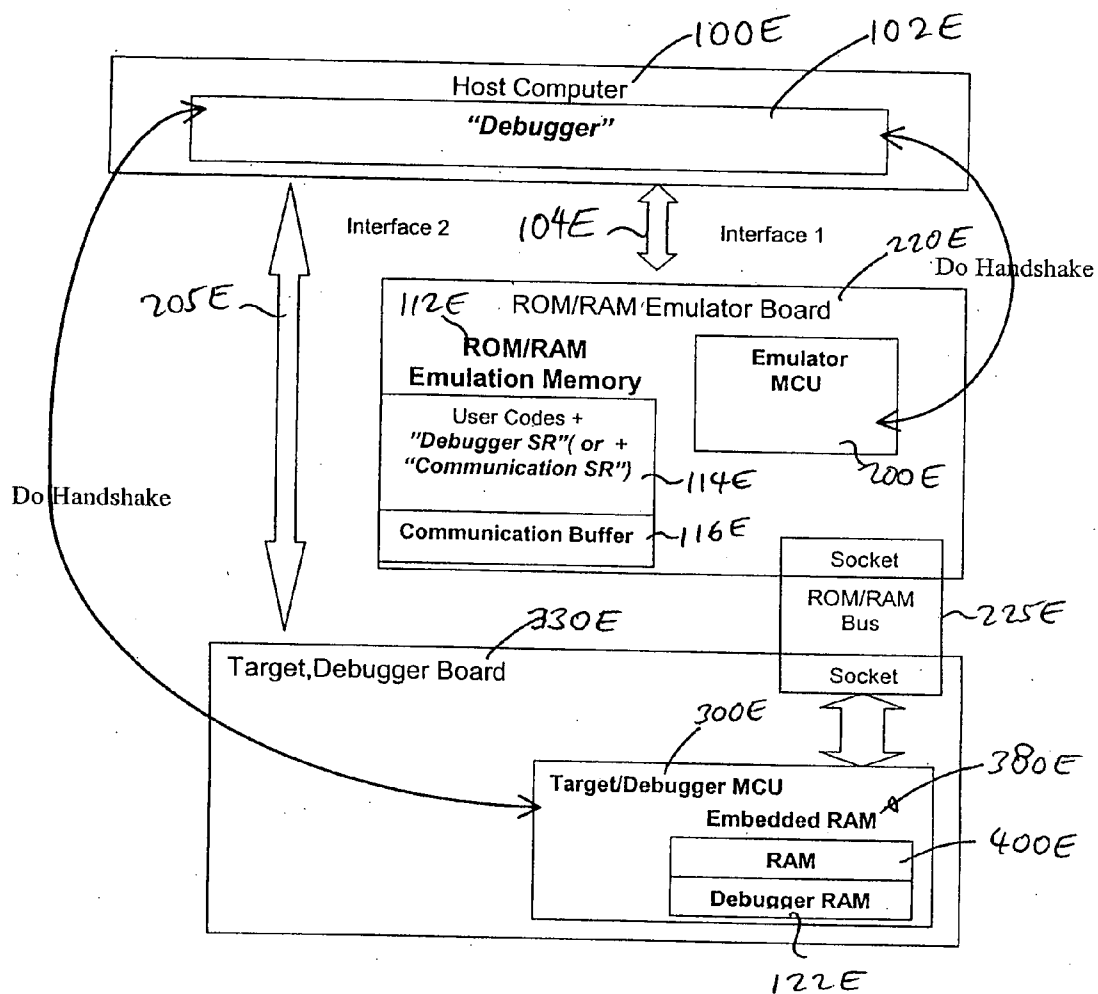 100E
102E
Host Computer
"Debugger"
Interface 2
104E
Interface 1
220E
Do Handshake
205E
112E
ROM/RAM Emulator Board
ROM/RAM
Emulation Memory
Emulator
MCU
User Codes +
"Debugger SR"( or +
"Communication SR")
114E
200E
Do Handshake
Communication Buffer
116E
Socket
ROM/RAM
Bus
225E
Socket
330E
Target,Debugger Board
300E
Target/Debugger MCU
380E
Embedded RAM
400E
RAM
Debugger RAM
122E